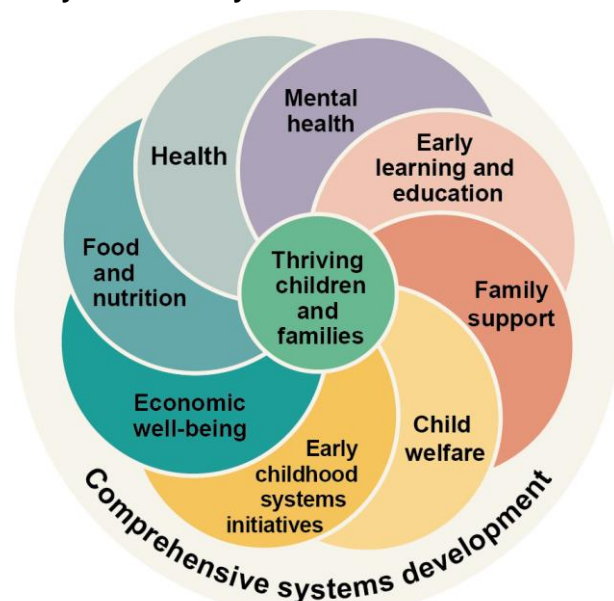 Mental
health
Early
learning and
education
Family
support
Child
welfare
Early
childhood
systems
initiatives
Economic
well-being
Food
and
nutrition
Health
Thriving
children
and
families
Comprehensive systems development